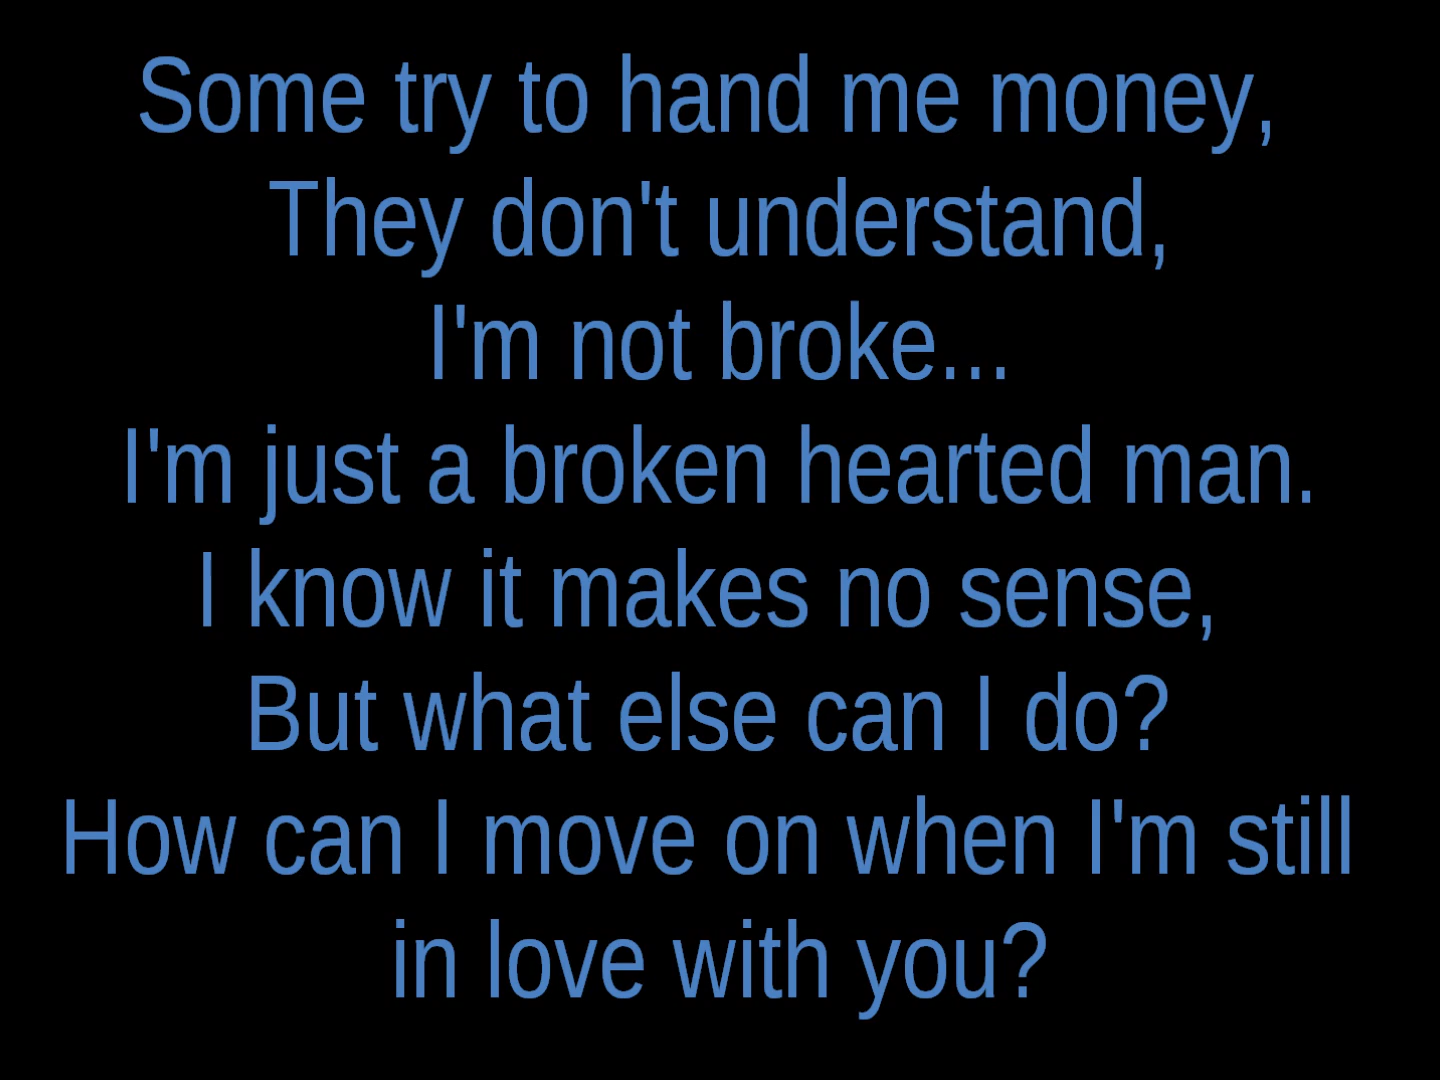 Some try to hand me money,
They don't understand,
I'm not broke...
I'm just a broken hearted man.
I know it makes no sense,
But what else can I do?
How can I move on when I'm still
in love with you?